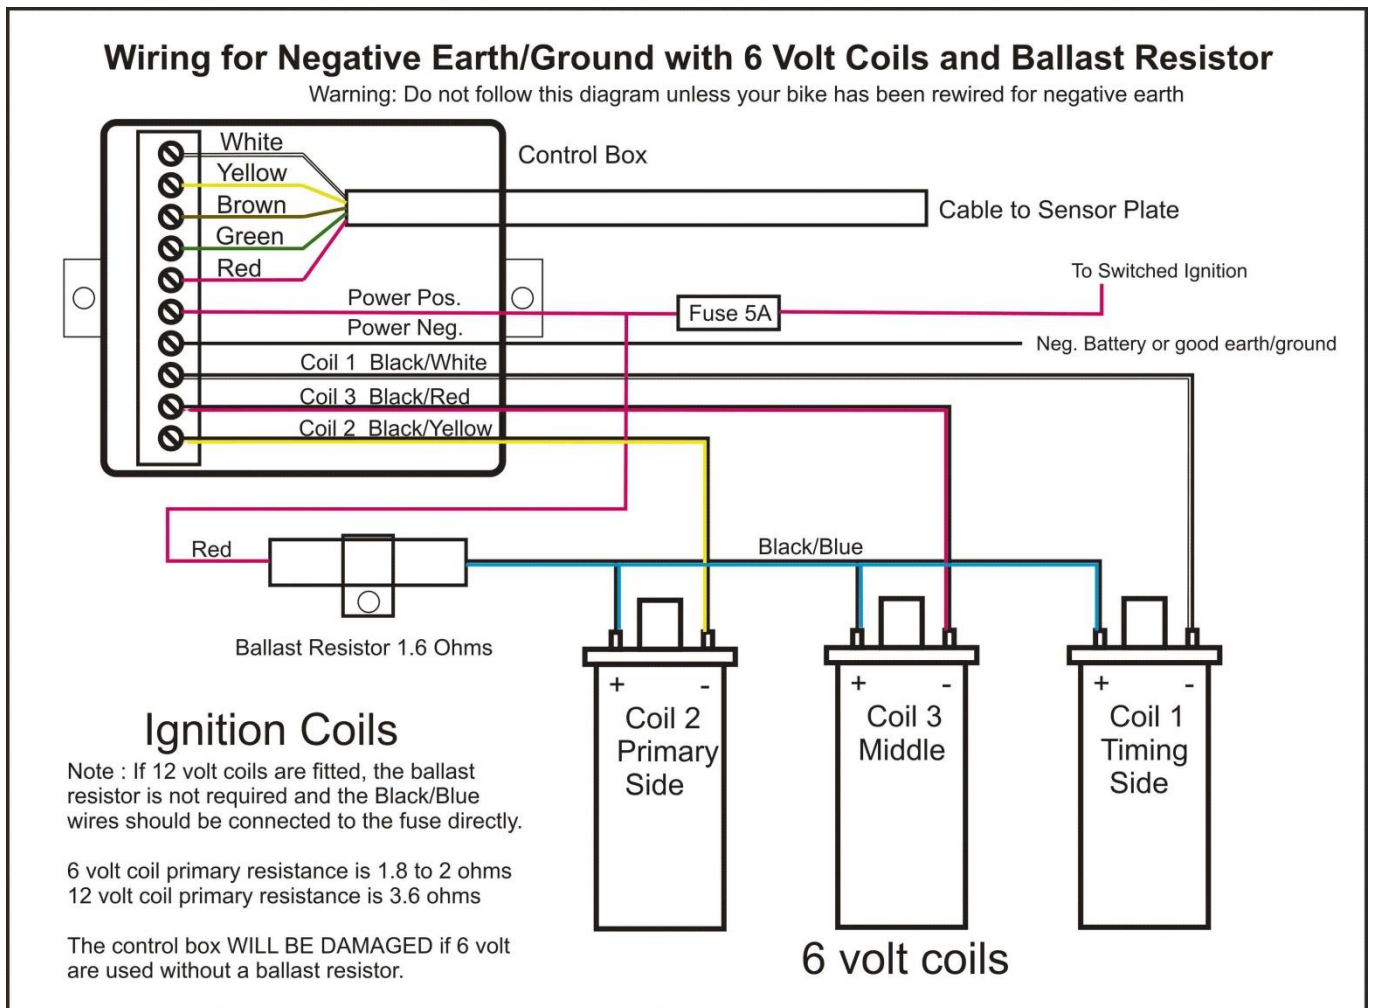 Wiring for Negative Earth/Ground with 6 Volt Coils and Ballast Resistor
Warning: Do not follow this diagram unless your bike has been rewired for negative earth
White
Yellow
Brown
Green
Red
Control Box
Cable to Sensor Plate
To Switched Ignition
Power Pos.
Fuse 5A
Power Neg.
Neg. Battery or good earth/ground
Coil 1 Black/White
Coil 3 Black/Red
Coil 2 Black/Yellow
Red
Black/Blue
Ballast Resistor 1.6 Ohms
+ -
Coil 2
Primary
Side
+ -
Coil 3
Middle
+ -
Coil 1
Timing
Side
6 volt coils
Ignition Coils
Note : If 12 volt coils are fitted, the ballast
resistor is not required and the Black/Blue
wires should be connected to the fuse directly.
6 volt coil primary resistance is 1.8 to 2 ohms
12 volt coil primary resistance is 3.6 ohms
The control box WILL BE DAMAGED if 6 volt
are used without a ballast resistor.